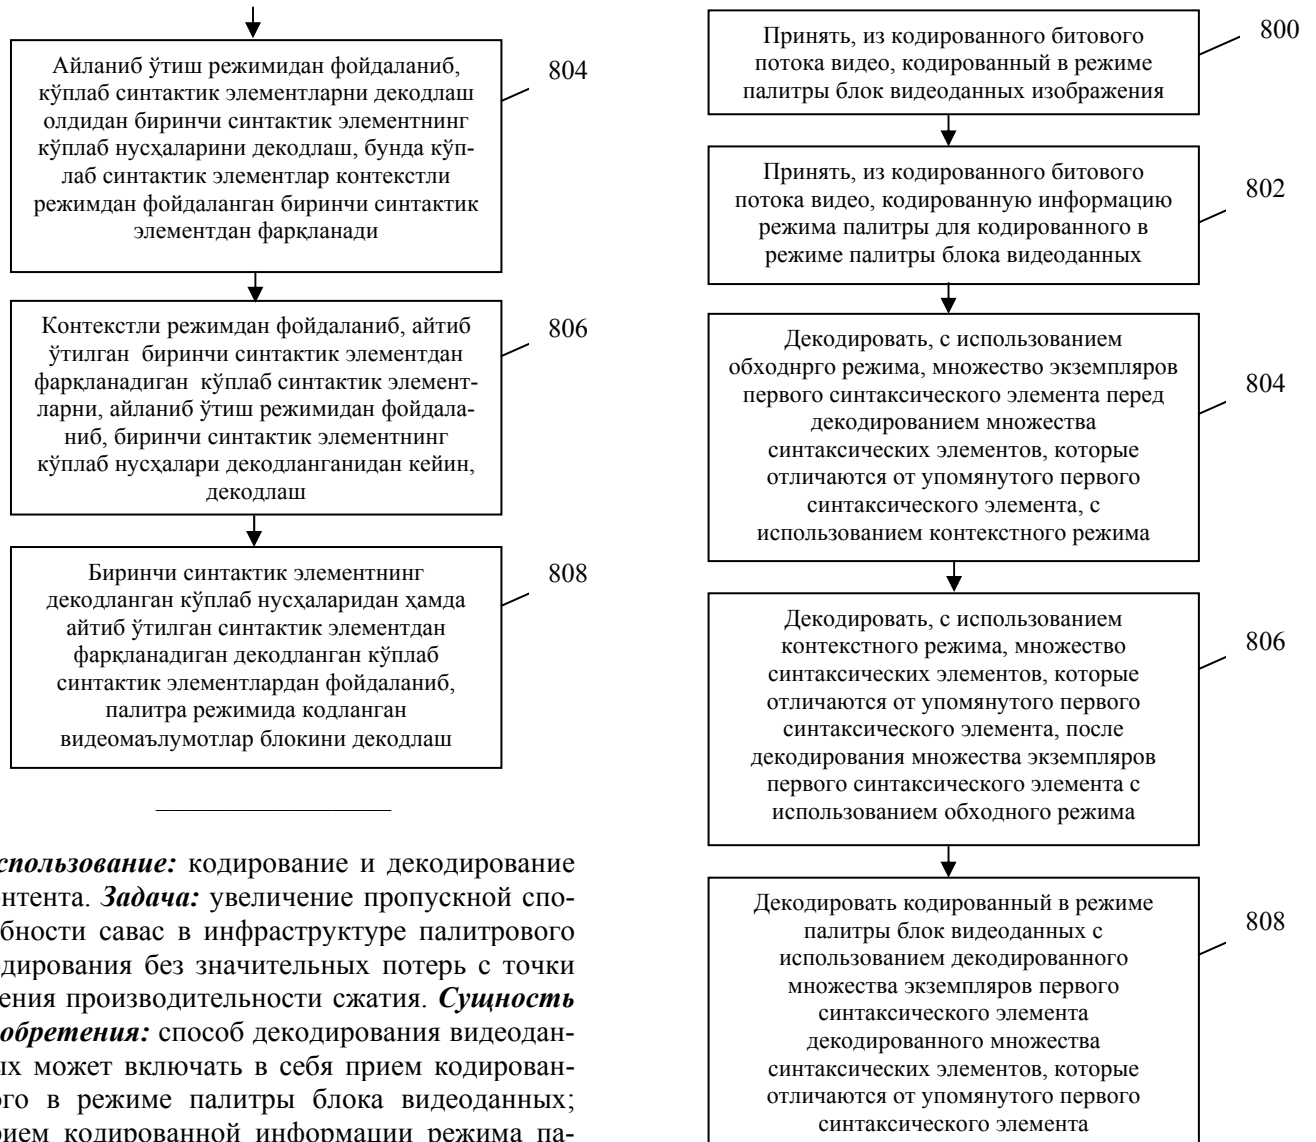 Айланиб ўтиш режимидан фойдаланиб,
кўплаб синтактик элементларни декодлаш
олдидан биринчи синтактик элементнинг
кўплаб нусҳаларини декодлаш, бунда кўп-
лаб синтактик элементлар контекстли
режимдан фойдаланган биринчи синтактик
элементдан фарқланади
804
Контекстли режимдан фойдаланиб, айтиб
ўтилган биринчи синтактик элементдан
фарқланадиган кўплаб синтактик элемент-
ларни, айланиб ўтиш режимидан фойдала-
ниб, биринчи синтактик элементнинг
кўплаб нусҳалари декодланганидан кейин,
декодлаш
806
Биринчи синтактик элементнинг
декодланган кўплаб нусҳаларидан ҳамда
айтиб ўтилган синтактик элементдан
фарқланадиган декодланган кўплаб
синтактик элементлардан фойдаланиб,
палитра режимида кодланган
видеомаълумотлар блокини декодлаш
808
спользование: кодирование и декодирование
онтента. Задача: увеличение пропускной спо-
обности савас в инфраструктуре палитрового
одирования без значительных потерь с точки
ения производительности сжатия. Сущность
обретения: способ декодирования видеодан-
ых может включать в себя прием кодирован-
ого в режиме палитры блока видеоданных;
рием кодированной информации режима па-
Принять, из кодированного битового
потока видео, кодированный в режиме
палитры блок видеоданных изображения
800
Принять, из кодированного битового
потока видео, кодированную информацию
режима палитры для кодированного в
режиме палитры блока видеоданных
802
Декодировать, с использованием
обходнрго режима, множество экземпляров
первого синтаксического элемента перед
декодированием множества
синтаксических элементов, которые
отличаются от упомянутого первого
синтаксического элемента, с
использованием контекстного режима
804
Декодировать, с использованием
контекстного режима, множество
синтаксических элементов, которые
отличаются от упомянутого первого
синтаксического элемента, после
декодирования множества экземпляров
первого синтаксического элемента с
использованием обходного режима
806
Декодировать кодированный в режиме
палитры блок видеоданных с
использованием декодированного
множества экземпляров первого
синтаксического элемента
декодированного множества
синтаксических элементов, которые
отличаются от упомянутого первого
синтаксического элемента
808